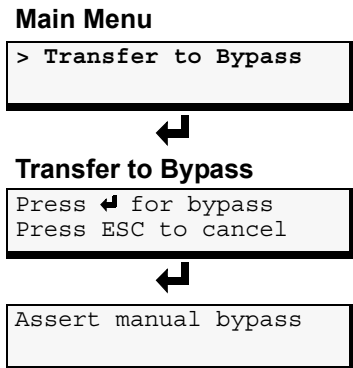 Main Menu
> Transfer to Bypass
↵
Transfer to Bypass
Press ↵ for bypass
Press ESC to cancel
↵
Assert manual bypass